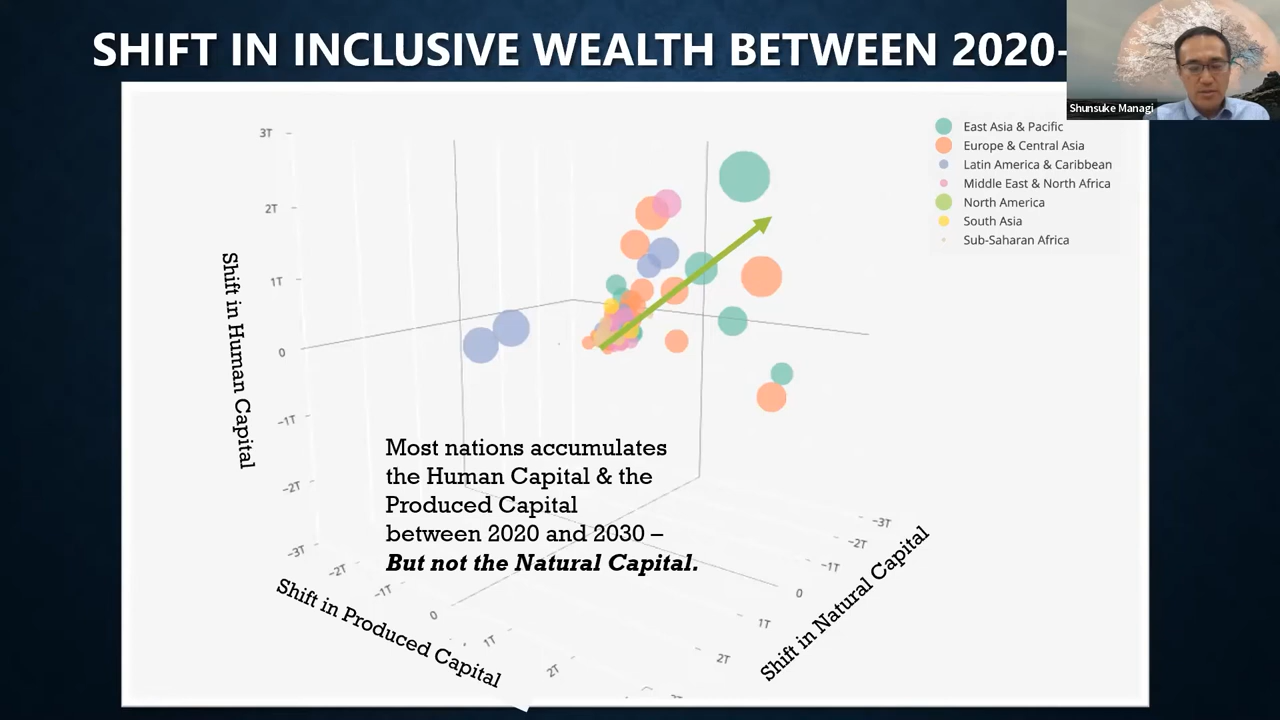 SHIFT IN INCLUSIVE WEALTH BETWEEN 2020-
Shunsuke Managi
East Asia & Pacific
Europe & Central Asia
Latin America & Caribbean
Middle East & North Africa
North America
South Asia
Sub-Saharan Africa
3T
2T
1T
0
−1T
−2T
−3T
Shift in Human Capital
Most nations accumulates
the Human Capital & the
Produced Capital
between 2020 and 2030 –
But not the Natural Capital.
−2T
−1T
0
1T
2T
Shift in Produced Capital
−3T
−2T
−1T
0
1T
2T
Shift in Natural Capital